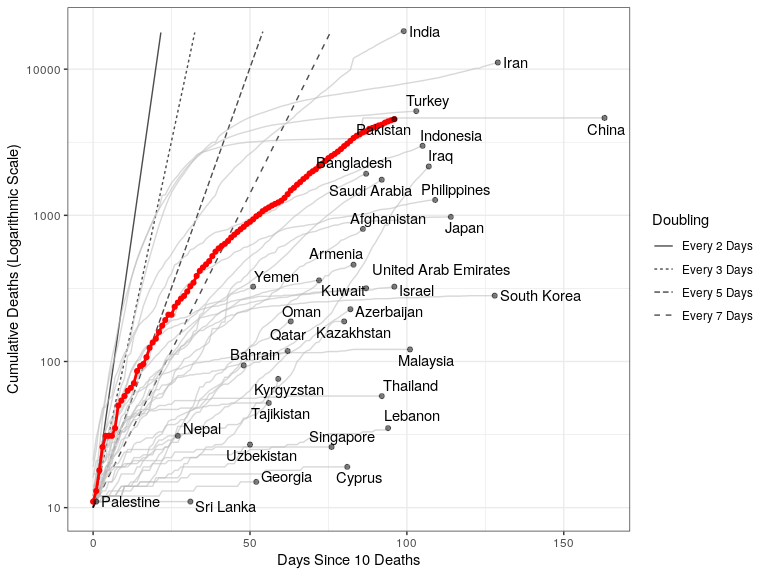 India
Iran
Turkey
Pakistan
China
Indonesia
Iraq
Bangladesh
Saudi Arabia
Philippines
Afghanistan
Japan
Armenia
United Arab Emirates
Yemen
Kuwait
Israel
South Korea
Oman
Azerbaijan
Qatar
Kazakhstan
Bahrain
Malaysia
Kyrgyzstan
Thailand
Tajikistan
Lebanon
Nepal
Singapore
Uzbekistan
Georgia
Cyprus
Palestine
Sri Lanka
10000
1000
100
10
0
50
100
150
Days Since 10 Deaths
Cumulative Deaths (Logarithmic Scale)
Doubling
Every 2 Days
Every 3 Days
Every 5 Days
Every 7 Days